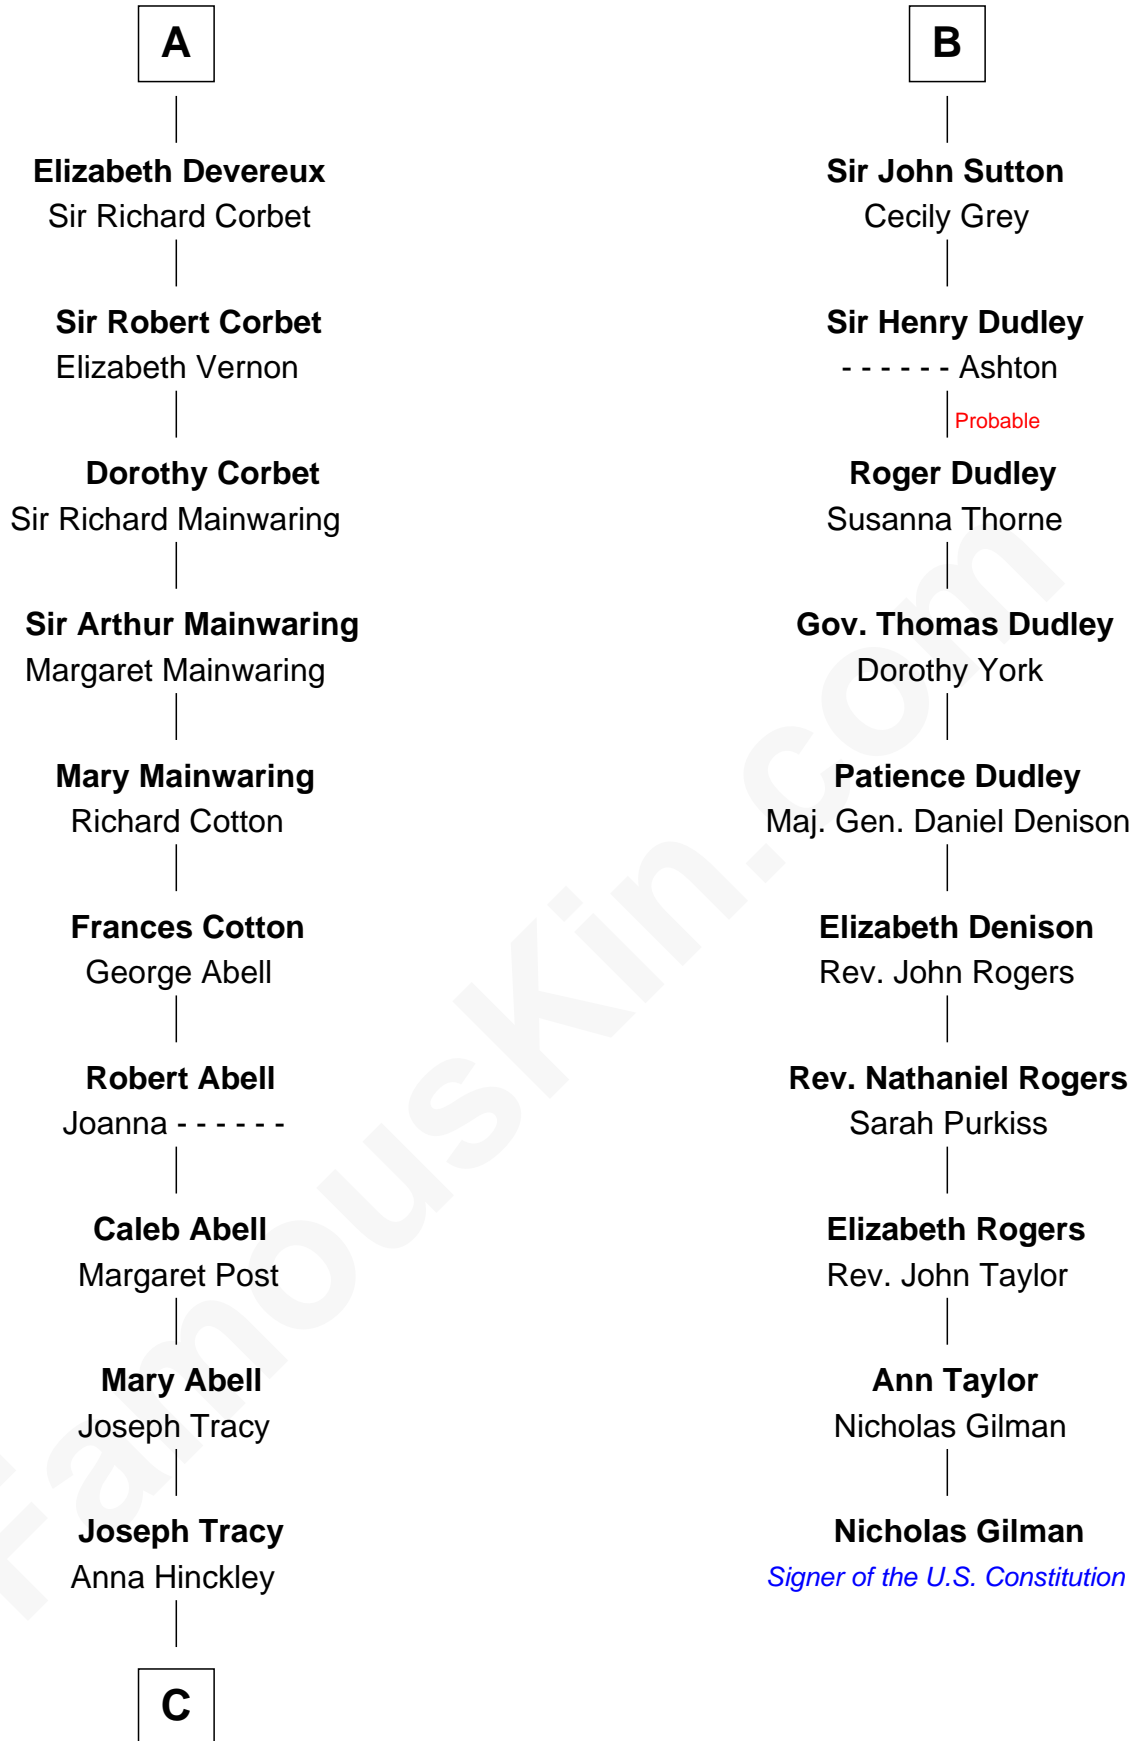 A
Elizabeth Devereux
Sir Richard Corbet
Sir Robert Corbet
Elizabeth Vernon
Dorothy Corbet
Sir Richard Mainwaring
Sir Arthur Mainwaring
Margaret Mainwaring
Mary Mainwaring
Richard Cotton
Frances Cotton
George Abell
Robert Abell
Joanna - - - - - -
Caleb Abell
Margaret Post
Mary Abell
Joseph Tracy
Joseph Tracy
Anna Hinckley
C
B
Sir John Sutton
Cecily Grey
Sir Henry Dudley
- - - - - - Ashton
Probable
Roger Dudley
Susanna Thorne
Gov. Thomas Dudley
Dorothy York
Patience Dudley
Maj. Gen. Daniel Denison
Elizabeth Denison
Rev. John Rogers
Rev. Nathaniel Rogers
Sarah Purkiss
Elizabeth Rogers
Rev. John Taylor
Ann Taylor
Nicholas Gilman
Nicholas Gilman
Signer of the U.S. Constitution
FamousKin.com